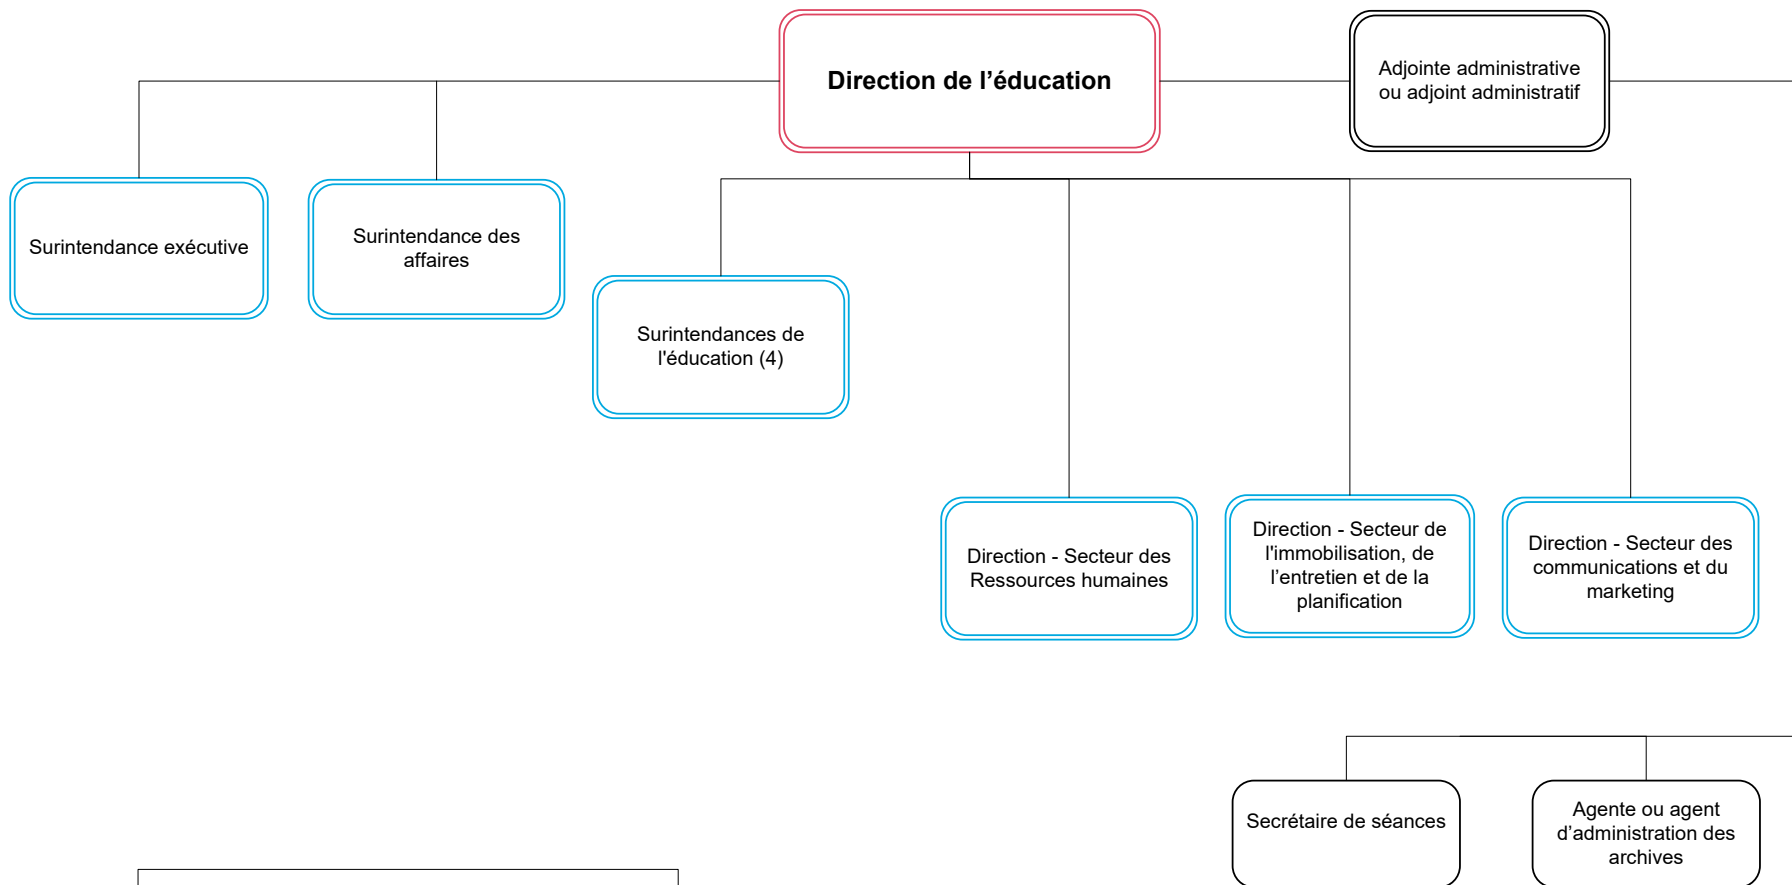 Direction de l’éducation
Adjointe administrative
ou adjoint administratif
Surintendance exécutive
Surintendance des
affaires
Surintendances de
l'éducation (4)
Direction - Secteur des
Ressources humaines
Direction - Secteur de
l'immobilisation, de
l’entretien et de la
planification
Direction - Secteur des
communications et du
marketing
Secrétaire de séances
Agente ou agent
d’administration des
archives